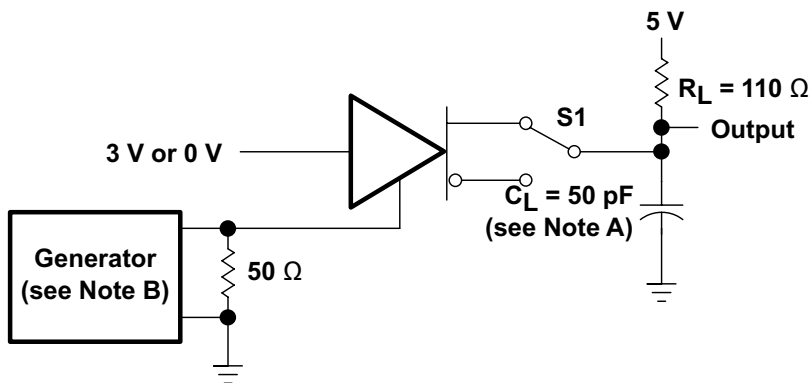 5 V
R_L = 110 Ω
S1
Output
3 V or 0 V
C_L = 50 pF
(see Note A)
Generator
(see Note B)
50 Ω